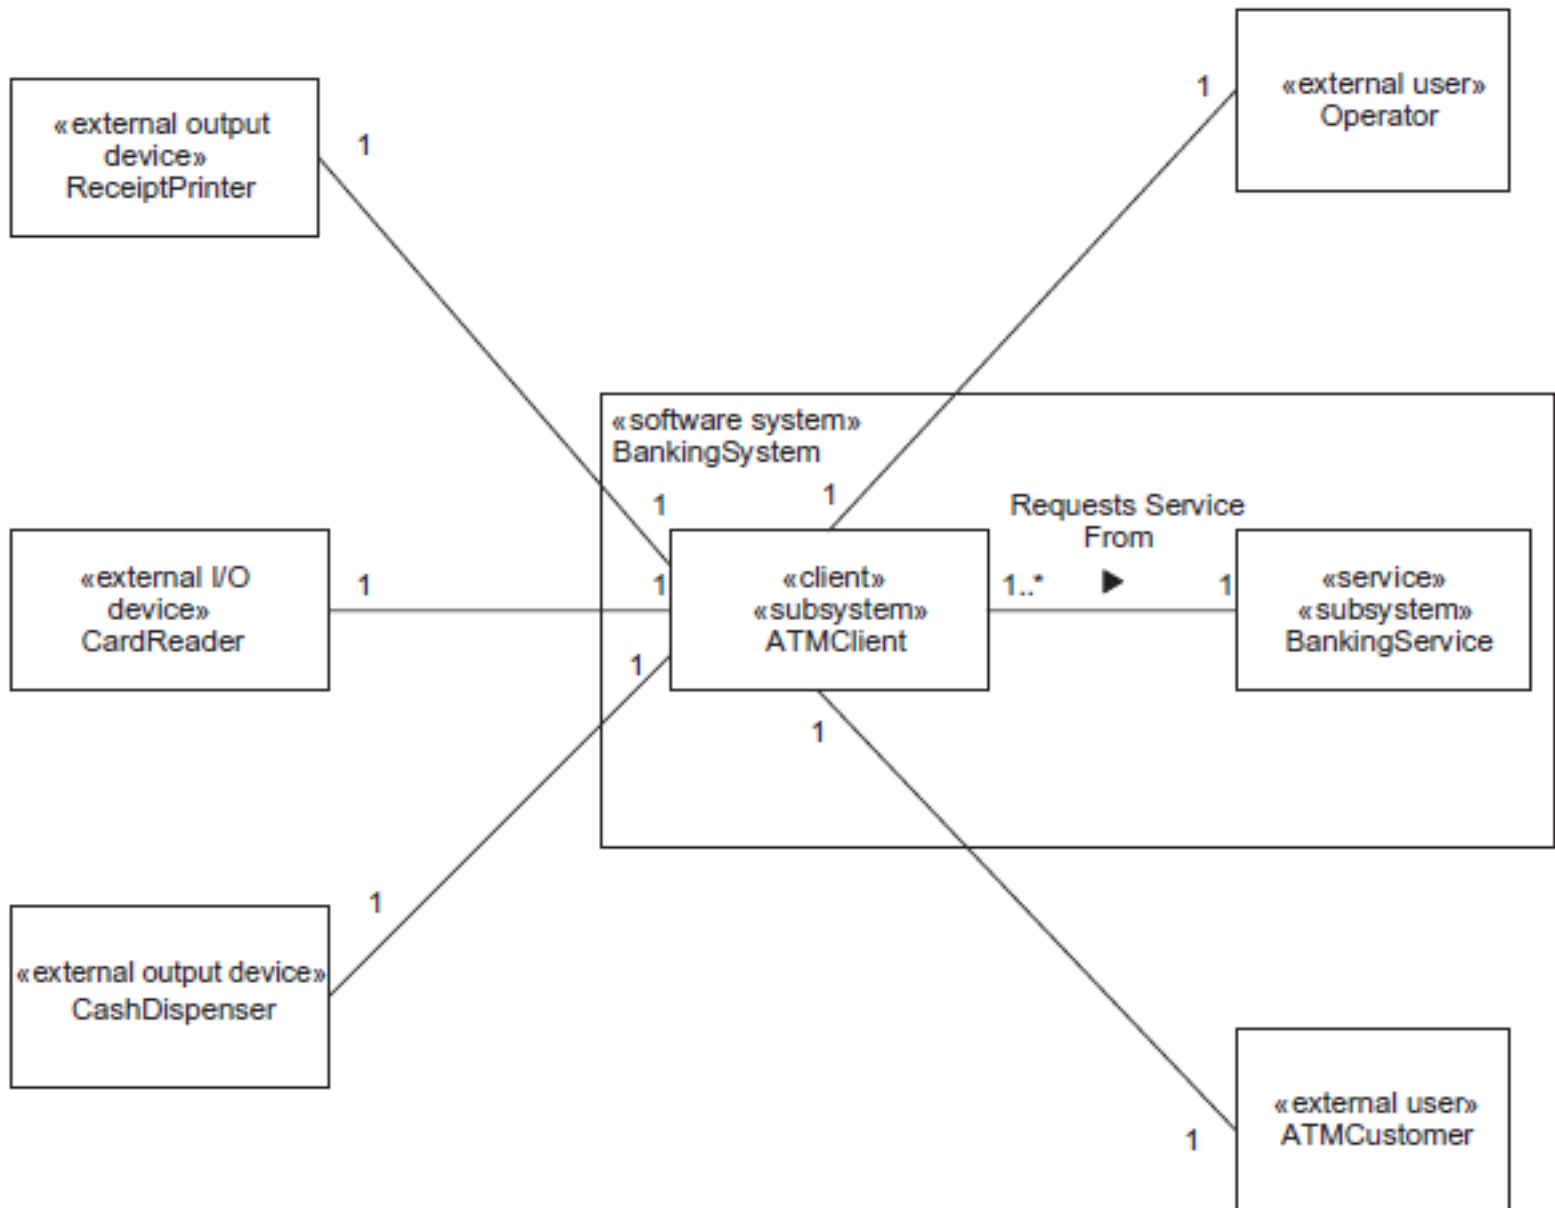 «external output
device»
ReceiptPrinter
1
1
«external user»
Operator
1
1
«software system»
BankingSystem
Requests Service
From
«external I/O
device»
CardReader
1
1
«client»
«subsystem»
ATMClient
1..* ▶ 1
«service»
«subsystem»
BankingService
1
1
«external output device»
CashDispenser
1
1
«external user»
ATMCustomer